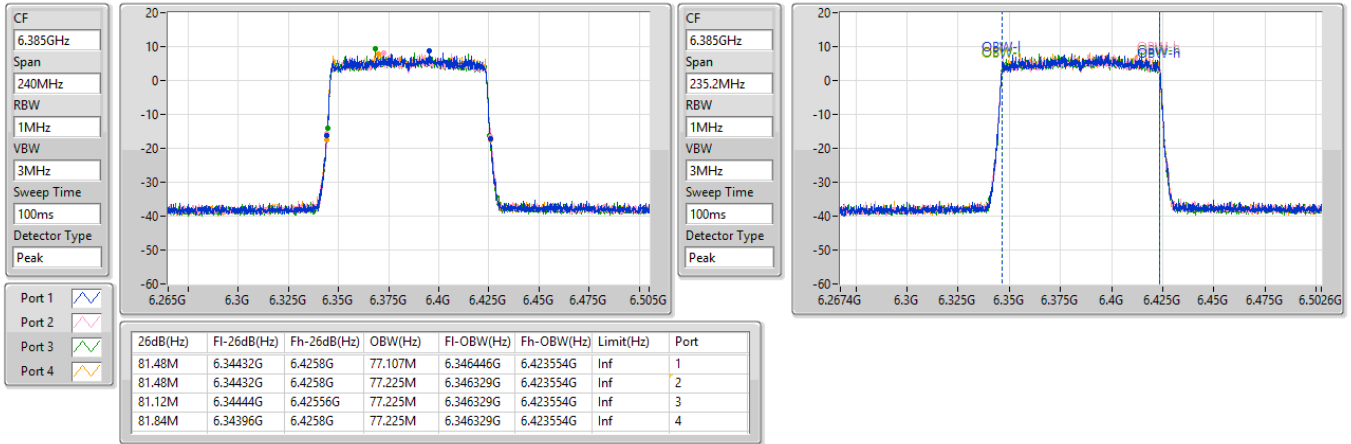 CF
6.385GHz
Span
240MHz
RBW
1MHz
VBW
3MHz
Sweep Time
100ms
Detector Type
Peak
20
10
0
-10
-20
-30
-40
-50
-60
6.265G 6.3G 6.325G 6.35G 6.375G 6.4G 6.425G 6.45G 6.475G 6.505G
CF
6.385GHz
Span
235.2MHz
RBW
1MHz
VBW
3MHz
Sweep Time
100ms
Detector Type
Peak
20
10
0
-10
-20
-30
-40
-50
-60
OBW-l OBW-h
OBW-l OBW-h
6.2674G 6.3G 6.325G 6.35G 6.375G 6.4G 6.425G 6.45G 6.475G 6.5026G
Port 1
Port 2
Port 3
Port 4
26dB(Hz) Fl-26dB(Hz) Fh-26dB(Hz) OBW(Hz) Fl-OBW(Hz) Fh-OBW(Hz) Limit(Hz) Port
81.48M 6.34432G 6.4258G 77.107M 6.346446G 6.423554G Inf 1
81.48M 6.34432G 6.4258G 77.225M 6.346329G 6.423554G Inf 2
81.12M 6.34444G 6.42556G 77.225M 6.346329G 6.423554G Inf 3
81.84M 6.34396G 6.4258G 77.225M 6.346329G 6.423554G Inf 4